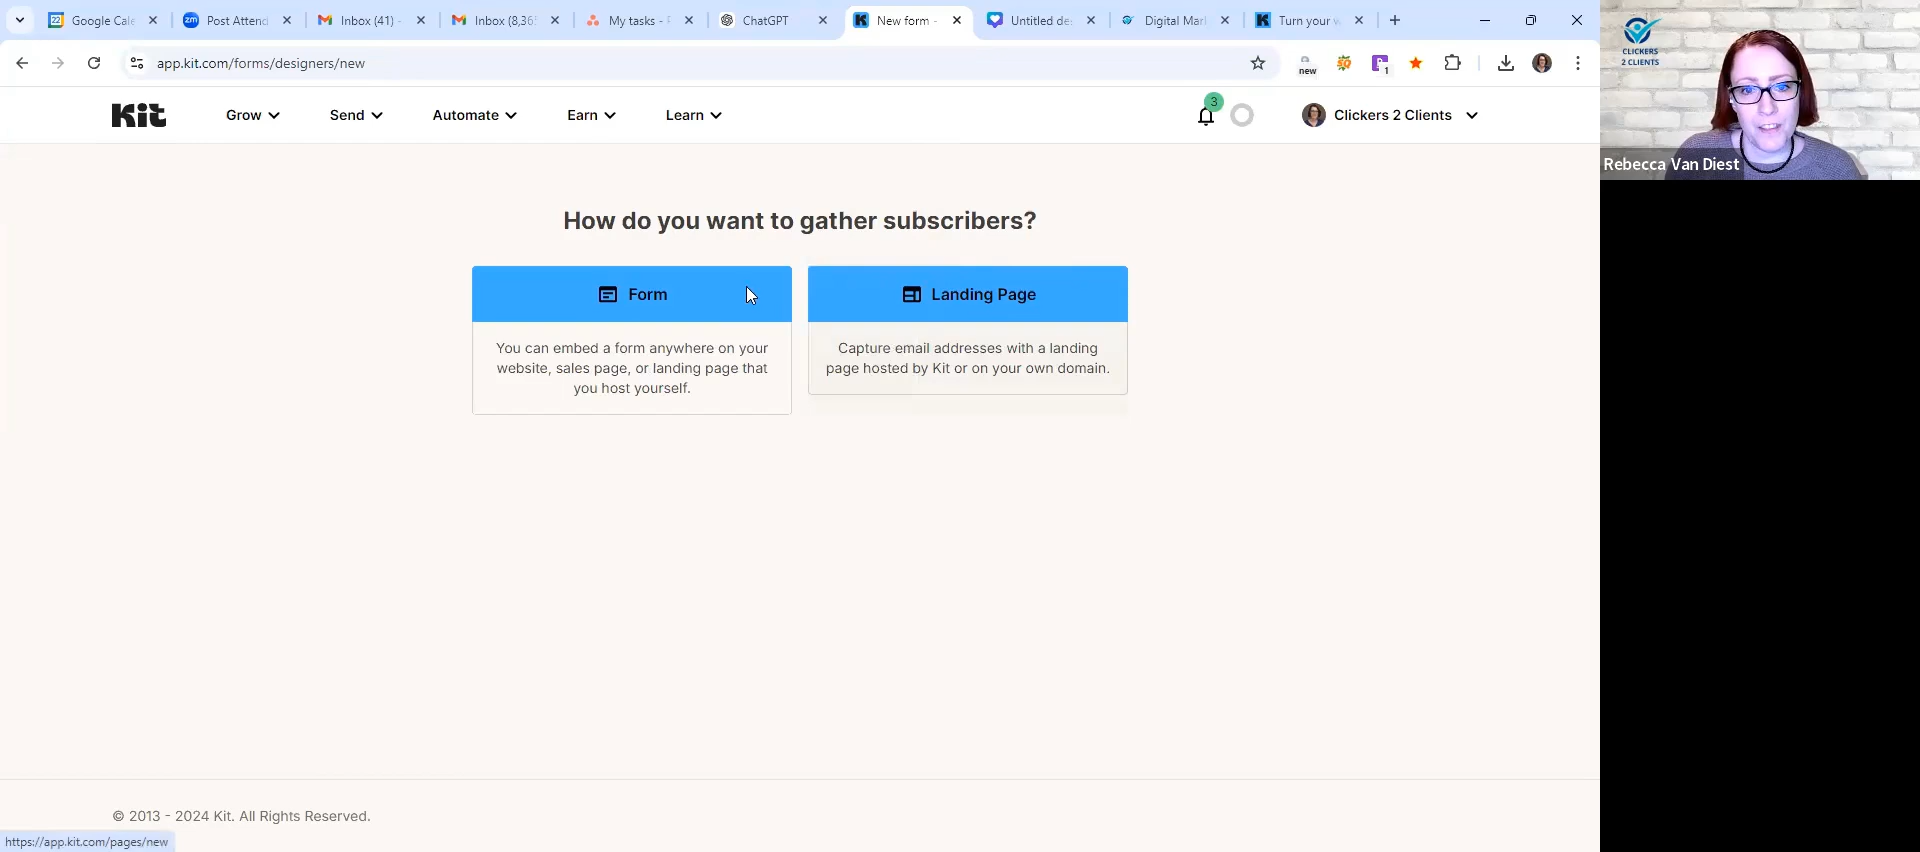 Google Cale
Post Attend
Inbox (41) -
Inbox (8,365
My tasks - F
ChatGPT
New form -
Untitled de
Digital Mar
Turn your w
app.kit.com/forms/designers/new
new
1
Kit
Grow
Send
Automate
Earn
Learn
3
Clickers 2 Clients
CLICKERS
2 CLIENTS
Rebecca Van Diest
How do you want to gather subscribers?
Form
You can embed a form anywhere on your
website, sales page, or landing page that
you host yourself.
Landing Page
Capture email addresses with a landing
page hosted by Kit or on your own domain.
© 2013 - 2024 Kit. All Rights Reserved.
https://app.kit.com/pages/new